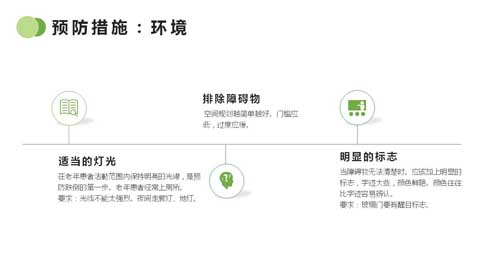 预防措施：环境
排除障碍物
空间规划越简单越好。门槛应
低，过度应缓。
适当的灯光
在老年患者活动范围内保持明亮的光线，是预
防跌倒的第一步。老年患者经常上厕所。
要求：光线不能太强烈。夜间走廊灯、地灯。
明显的标志
当障碍物无法清楚时。应该加上明显的
标志，字迹大些，颜色鲜艳。颜色往往
比字迹容易辨认。
要求：玻璃门要有醒目标志。